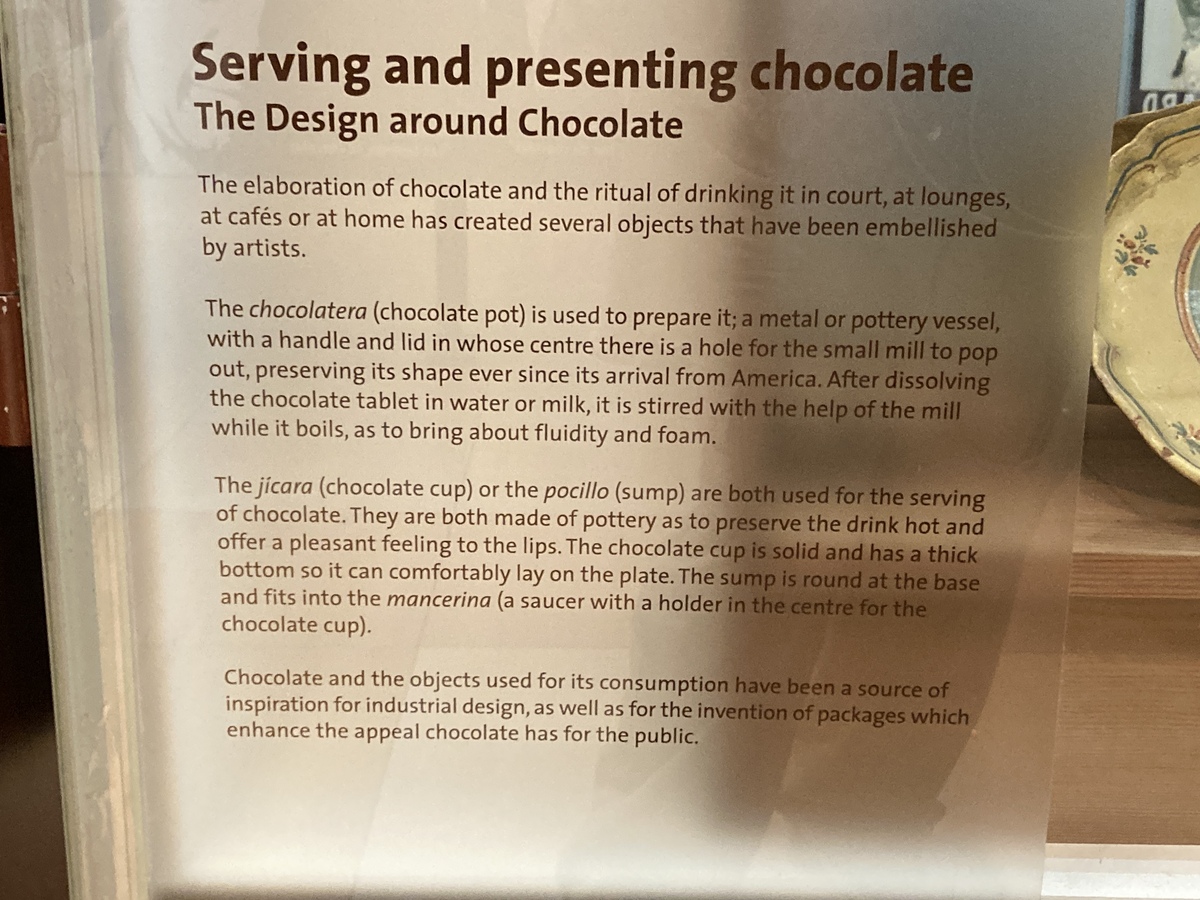 Serving and presenting chocolate
The Design around Chocolate
The elaboration of chocolate and the ritual of drinking it in court, at lounges,
at cafés or at home has created several objects that have been embellished
by artists.
The chocolatera (chocolate pot) is used to prepare it; a metal or pottery vessel,
with a handle and lid in whose centre there is a hole for the small mill to pop
out, preserving its shape ever since its arrival from America. After dissolving
the chocolate tablet in water or milk, it is stirred with the help of the mill
while it boils, as to bring about fluidity and foam.
The jícara (chocolate cup) or the pocillo (sump) are both used for the serving
of chocolate. They are both made of pottery as to preserve the drink hot and
offer a pleasant feeling to the lips. The chocolate cup is solid and has a thick
bottom so it can comfortably lay on the plate. The sump is round at the base
and fits into the mancerina (a saucer with a holder in the centre for the
chocolate cup).
Chocolate and the objects used for its consumption have been a source of
inspiration for industrial design, as well as for the invention of packages which
enhance the appeal chocolate has for the public.